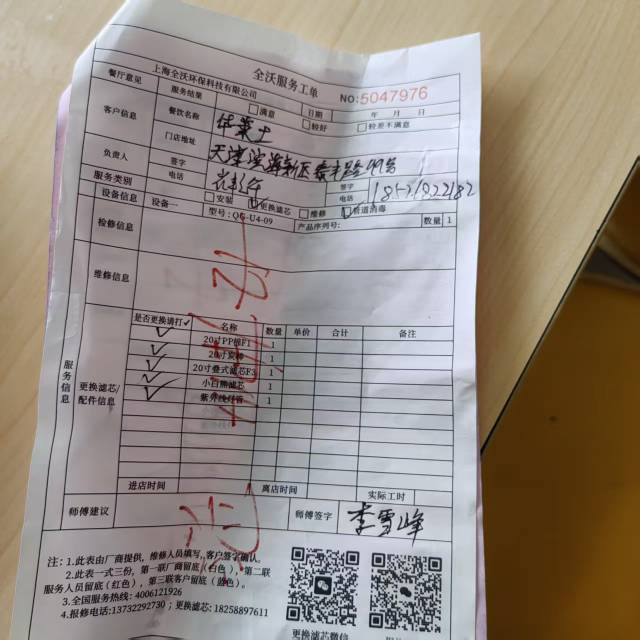 全沃服务工单
上海全沃环保科技有限公司
NO:5047976
餐厅意见 服务结果 满意 较好 较差不满意 日期 年 月 日
客户信息 餐饮名称 华莱士
门店地址 天津滨海新区
负责人 签字 电话 签字 电话
服务类别 安装 更换滤芯 维修 管道消毒
设备信息 设备一 型号：QG-U4-09 产品序列号： 数量 1
检修信息
维修信息
服务信息
更换滤芯/配件信息
是否更换请打✓ 名称 数量 单价 合计 备注
✓ 20寸PP棉F1 1
✓ 20寸炭棒 1
✓ 20寸叠式滤芯F3 1
✓ 小白熊滤芯 1
✓ 紫外线灯管 1
进店时间 离店时间 实际工时
师傅建议 师傅签字 李雪峰
注：1.此表由厂商提供，维修人员填写，客户签字确认。
2.此表一式三份，第一联厂商留底（白色），第二联
服务人员留底（红色），第三联客户留底（蓝色）。
3.全国服务热线：4006121926
4.报修电话:13732292730；更换滤芯：18258897611
更换滤芯微信